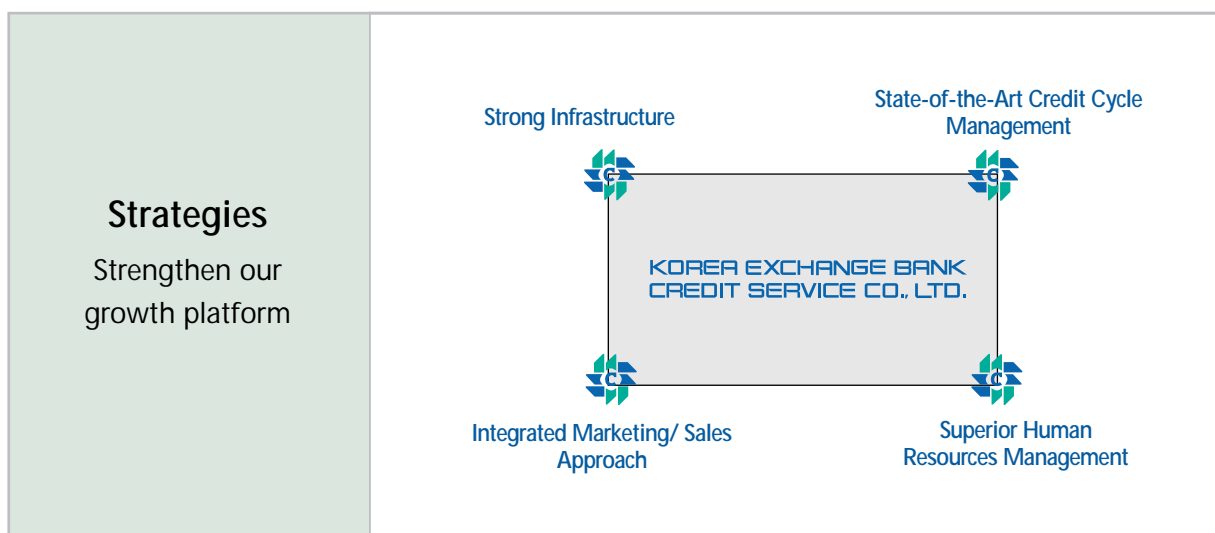 Strategies
Strengthen our
growth platform
Strong Infrastructure
State-of-the-Art Credit Cycle
Management
KOREA EXCHANGE BANK
CREDIT SERVICE CO., LTD.
Integrated Marketing/ Sales
Approach
Superior Human
Resources Management